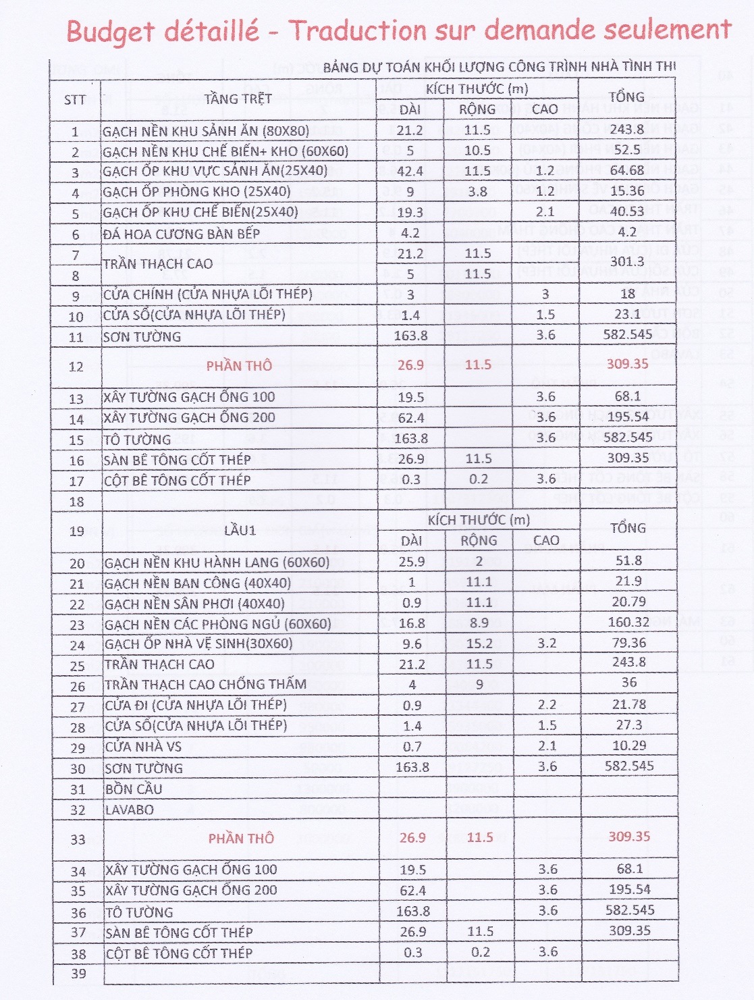 Budget détaillé - Traduction sur demande seulement
BẢNG DỰ TOÁN KHỐI LƯỢNG CÔNG TRÌNH NHÀ TÌNH
STT TẦNG TRỆT KÍCH THƯỚC (m) TỔNG
DÀI RỘNG CAO
1 GẠCH NỀN KHU SẢNH ĂN (80X80) 21.2 11.5 243.8
2 GẠCH NỀN KHU CHẾ BIẾN+ KHO (60X60) 5 10.5 52.5
3 GẠCH ỐP KHU VỰC SẢNH ĂN(25X40) 42.4 11.5 1.2 64.68
4 GẠCH ỐP PHÒNG KHO (25X40) 9 3.8 1.2 15.36
5 GẠCH ỐP KHU CHẾ BIẾN(25X40) 19.3 2.1 40.53
6 ĐÁ HOA CƯƠNG BÀN BẾP 4.2 4.2
7 TRẦN THẠCH CAO 21.2 11.5 301.3
8 5 11.5
9 CỬA CHÍNH (CỬA NHỰA LÕI THÉP) 3 3 18
10 CỬA SỔ(CỬA NHỰA LÕI THÉP) 1.4 1.5 23.1
11 SƠN TƯỜNG 163.8 3.6 582.545
12 PHẦN THÔ 26.9 11.5 309.35
13 XÂY TƯỜNG GẠCH ỐNG 100 19.5 3.6 68.1
14 XÂY TƯỜNG GẠCH ỐNG 200 62.4 3.6 195.54
15 TÔ TƯỜNG 163.8 3.6 582.545
16 SÀN BÊ TÔNG CỐT THÉP 26.9 11.5 309.35
17 CỘT BÊ TÔNG CỐT THÉP 0.3 0.2 3.6
18
19 LẦU1 KÍCH THƯỚC (m) TỔNG
DÀI RỘNG CAO
20 GẠCH NỀN KHU HÀNH LANG (60X60) 25.9 2 51.8
21 GẠCH NỀN BAN CÔNG (40X40) 1 11.1 21.9
22 GẠCH NỀN SÂN PHƠI (40X40) 0.9 11.1 20.79
23 GẠCH NỀN CÁC PHÒNG NGỦ (60X60) 16.8 8.9 160.32
24 GẠCH ỐP NHÀ VỆ SINH(30X60) 9.6 15.2 3.2 79.36
25 TRẦN THẠCH CAO 21.2 11.5 243.8
26 TRẦN THẠCH CAO CHỐNG THẤM 4 9 36
27 CỬA ĐI (CỬA NHỰA LÕI THÉP) 0.9 2.2 21.78
28 CỬA SỔ(CỬA NHỰA LÕI THÉP) 1.4 1.5 27.3
29 CỬA NHÀ VS 0.7 2.1 10.29
30 SƠN TƯỜNG 163.8 3.6 582.545
31 BỒN CẦU
32 LAVABO
33 PHẦN THÔ 26.9 11.5 309.35
34 XÂY TƯỜNG GẠCH ỐNG 100 19.5 3.6 68.1
35 XÂY TƯỜNG GẠCH ỐNG 200 62.4 3.6 195.54
36 TÔ TƯỜNG 163.8 3.6 582.545
37 SÀN BÊ TÔNG CỐT THÉP 26.9 11.5 309.35
38 CỘT BÊ TÔNG CỐT THÉP 0.3 0.2 3.6
39